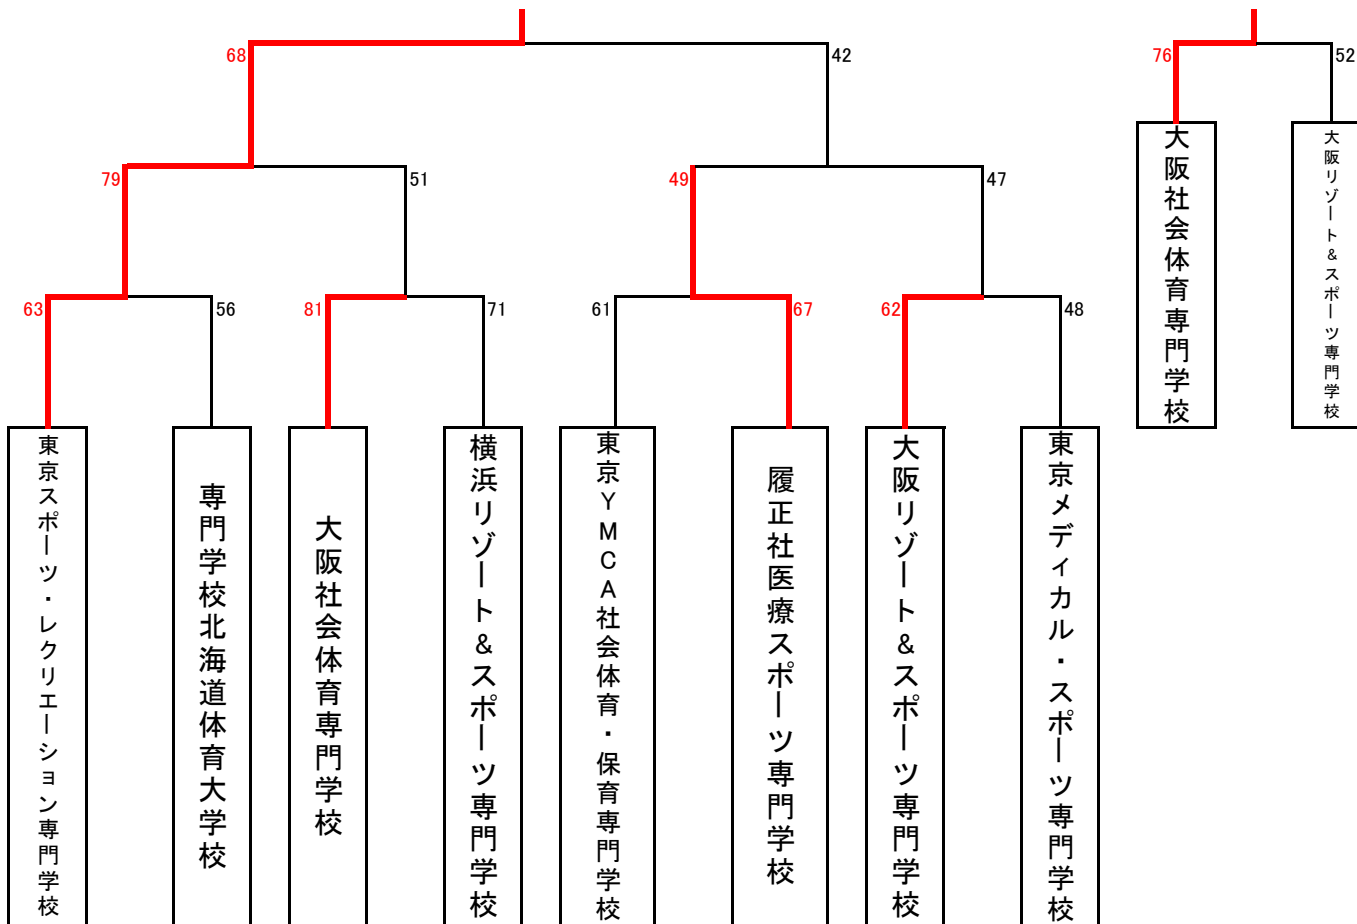 68
42
76
52
79
51
49
47
63
56
81
71
61
67
62
48
大阪社会体育専門学校
大阪リゾート&スポーツ専門学校
東京スポーツ・レクリエーション専門学校
専門学校北海道体育大学校
大阪社会体育専門学校
横浜リゾート&スポーツ専門学校
東京YMCA社会体育・保育専門学校
履正社医療スポーツ専門学校
大阪リゾート&スポーツ専門学校
東京メディカル・スポーツ専門学校